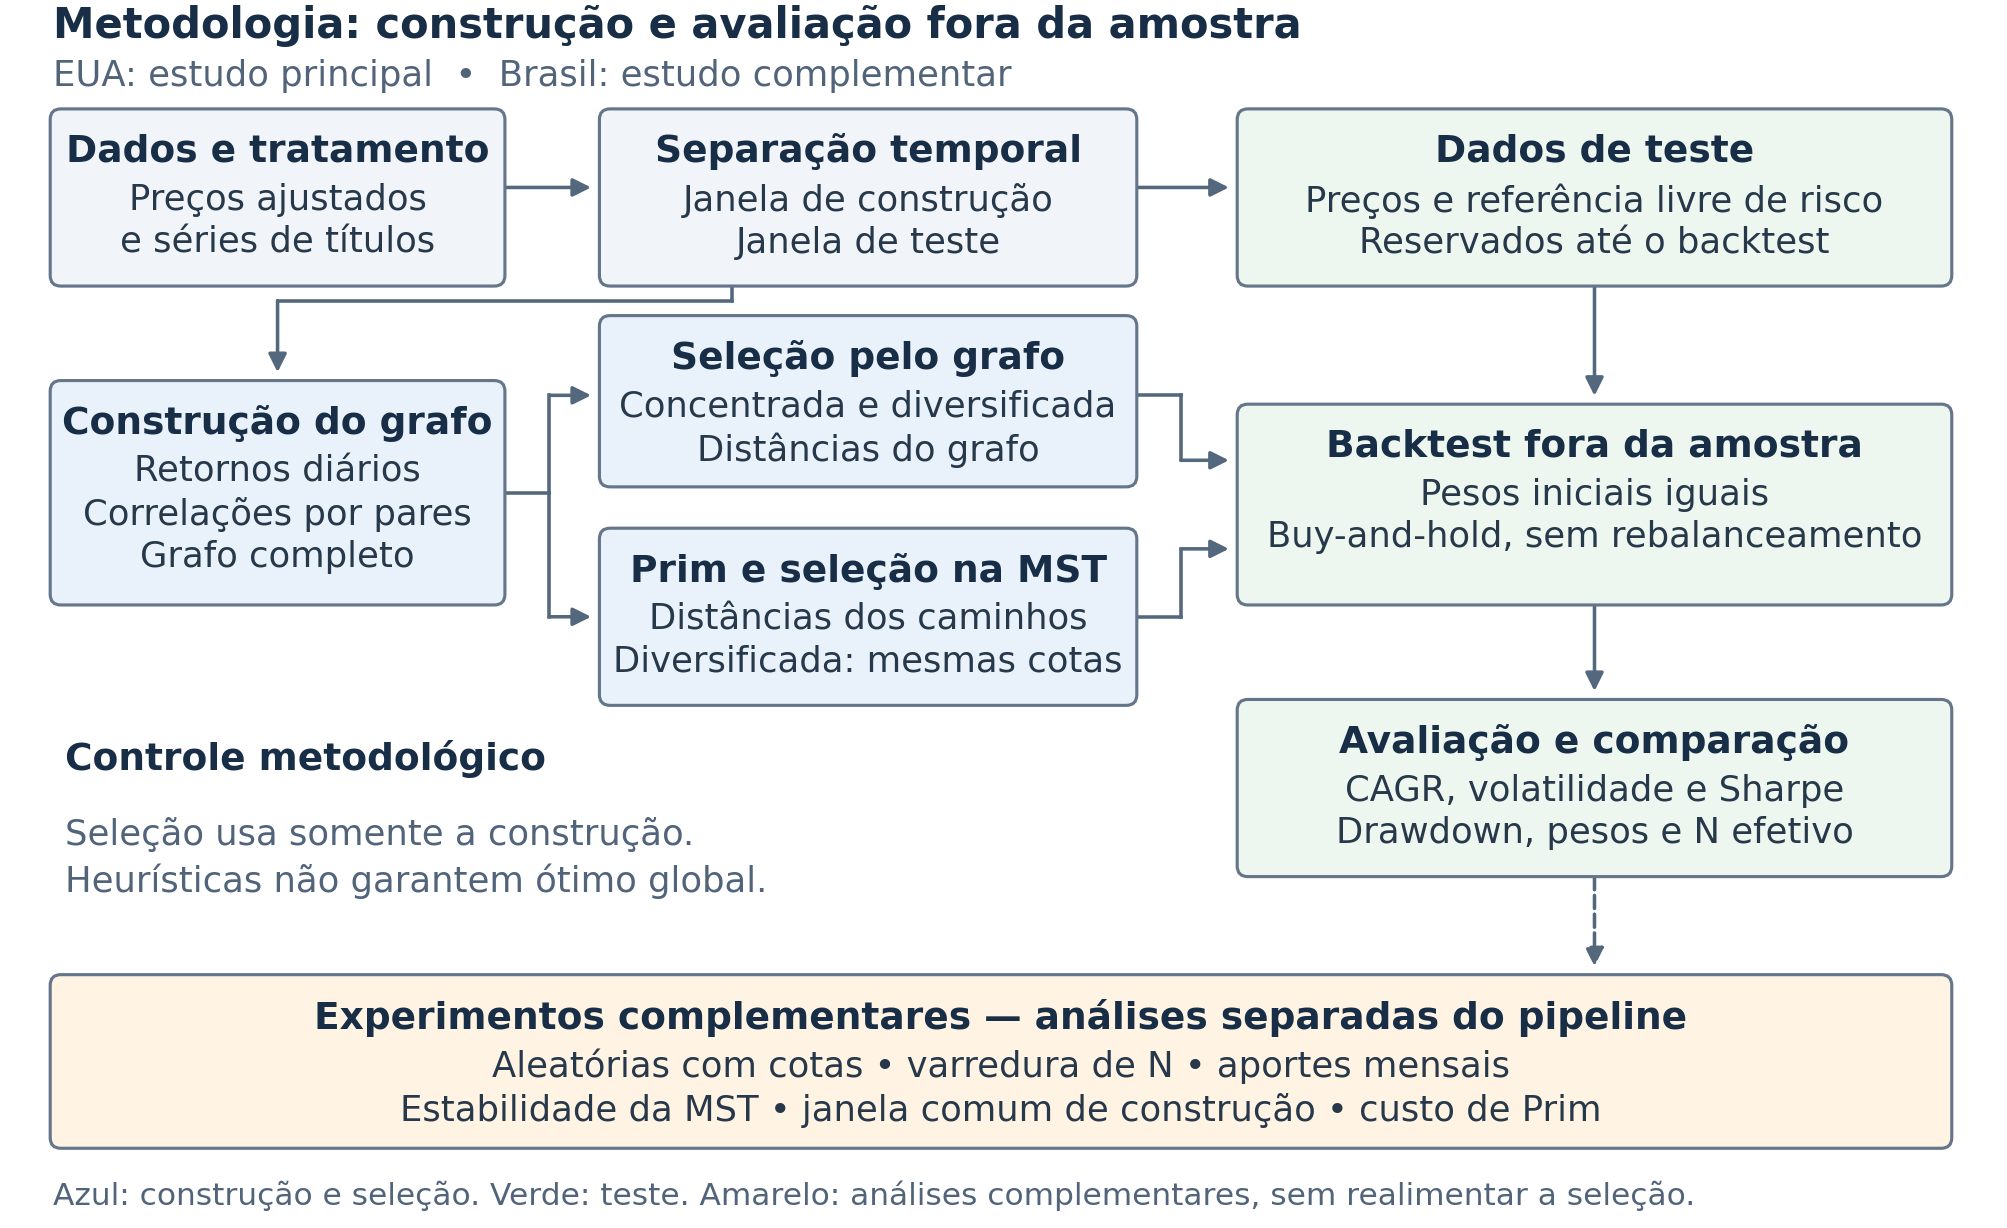 Metodologia: construção e avaliação fora da amostra
EUA: estudo principal • Brasil: estudo complementar
Dados e tratamento
Preços ajustados
e séries de títulos
Separação temporal
Janela de construção
Janela de teste
Dados de teste
Preços e referência livre de risco
Reservados até o backtest
Construção do grafo
Retornos diários
Correlações por pares
Grafo completo
Seleção pelo grafo
Concentrada e diversificada
Distâncias do grafo
Prim e seleção na MST
Distâncias dos caminhos
Diversificada: mesmas cotas
Backtest fora da amostra
Pesos iniciais iguais
Buy-and-hold, sem rebalanceamento
Avaliação e comparação
CAGR, volatilidade e Sharpe
Drawdown, pesos e N efetivo
Controle metodológico
Seleção usa somente a construção.
Heurísticas não garantem ótimo global.
Experimentos complementares — análises separadas do pipeline
Aleatórias com cotas • varredura de N • aportes mensais
Estabilidade da MST • janela comum de construção • custo de Prim
Azul: construção e seleção. Verde: teste. Amarelo: análises complementares, sem realimentar a seleção.